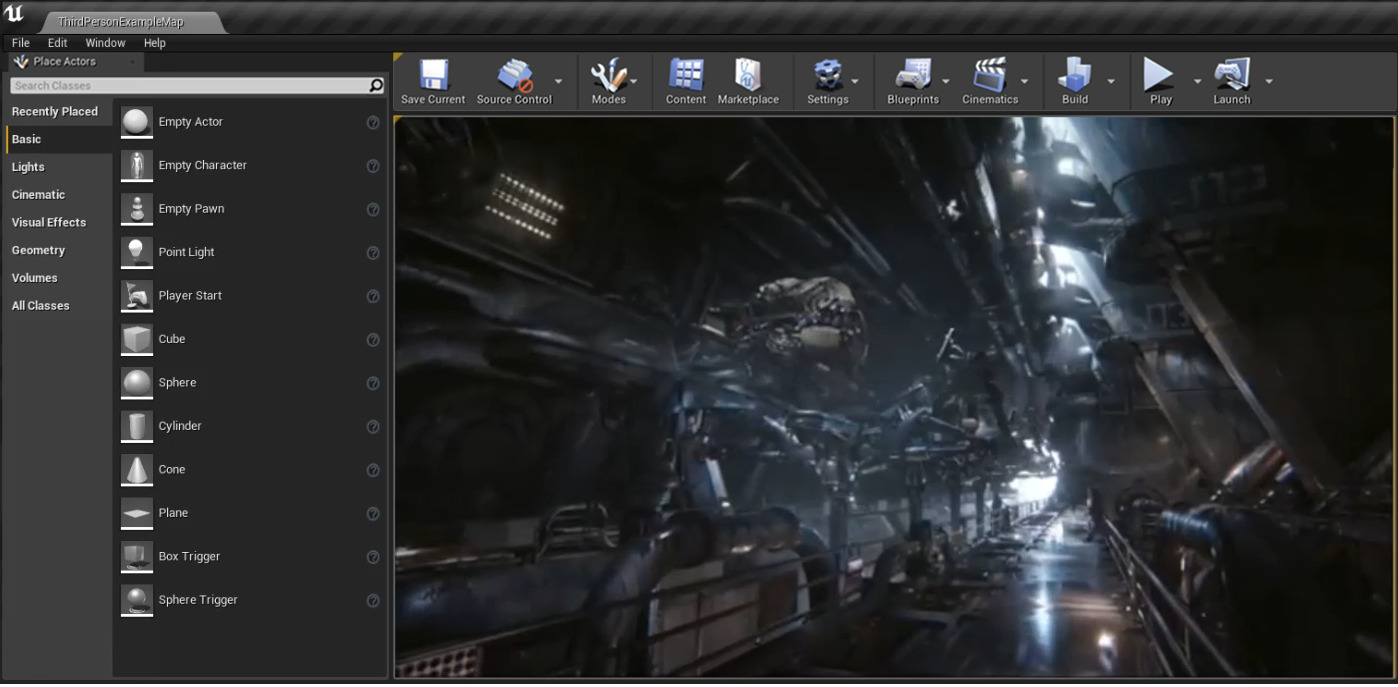 ThirdPersonExampleMap
File Edit Window Help
Place Actors
Search Classes
Recently Placed
Basic
Lights
Cinematic
Visual Effects
Geometry
Volumes
All Classes
Empty Actor
Empty Character
Empty Pawn
Point Light
Player Start
Cube
Sphere
Cylinder
Cone
Plane
Box Trigger
Sphere Trigger
Save Current Source Control Modes Content Marketplace Settings Blueprints Cinematics Build Play Launch